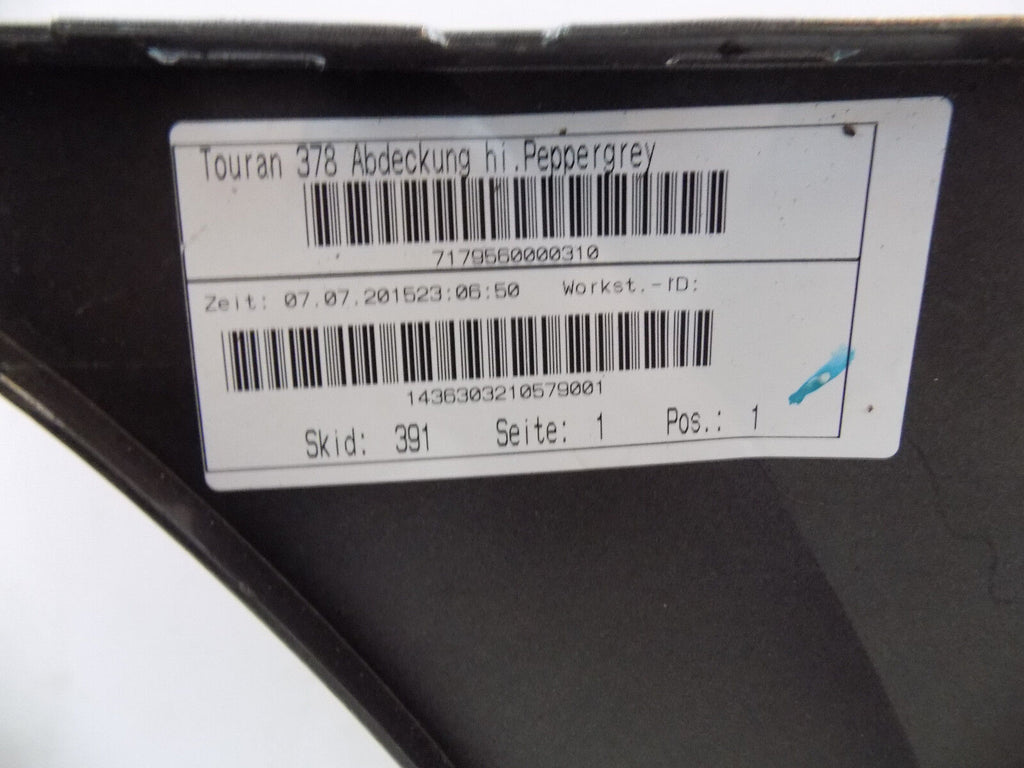 Touran 378 Abdeckung hi.Peppergrey
7179560000310
Zeit: 07.07.201523:06:50 Workst.-ID:
1436303210579001
Skid: 391 Seite: 1 Pos.: 1